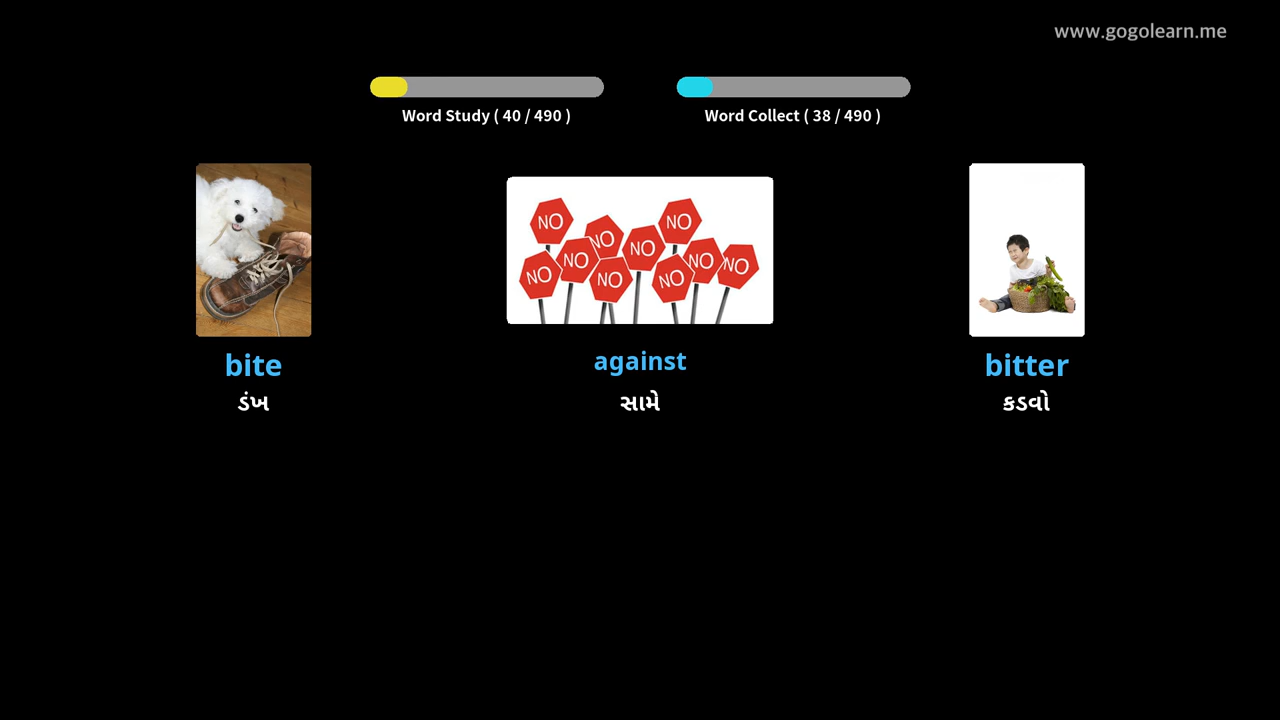 www.gogolearn.me
Word Study ( 40 / 490 )
Word Collect ( 38 / 490 )
NO
NO
NO
NO
NO
NO
NO
NO
NO
NO
bite
against
bitter
ડંખ
સામે
કડવો